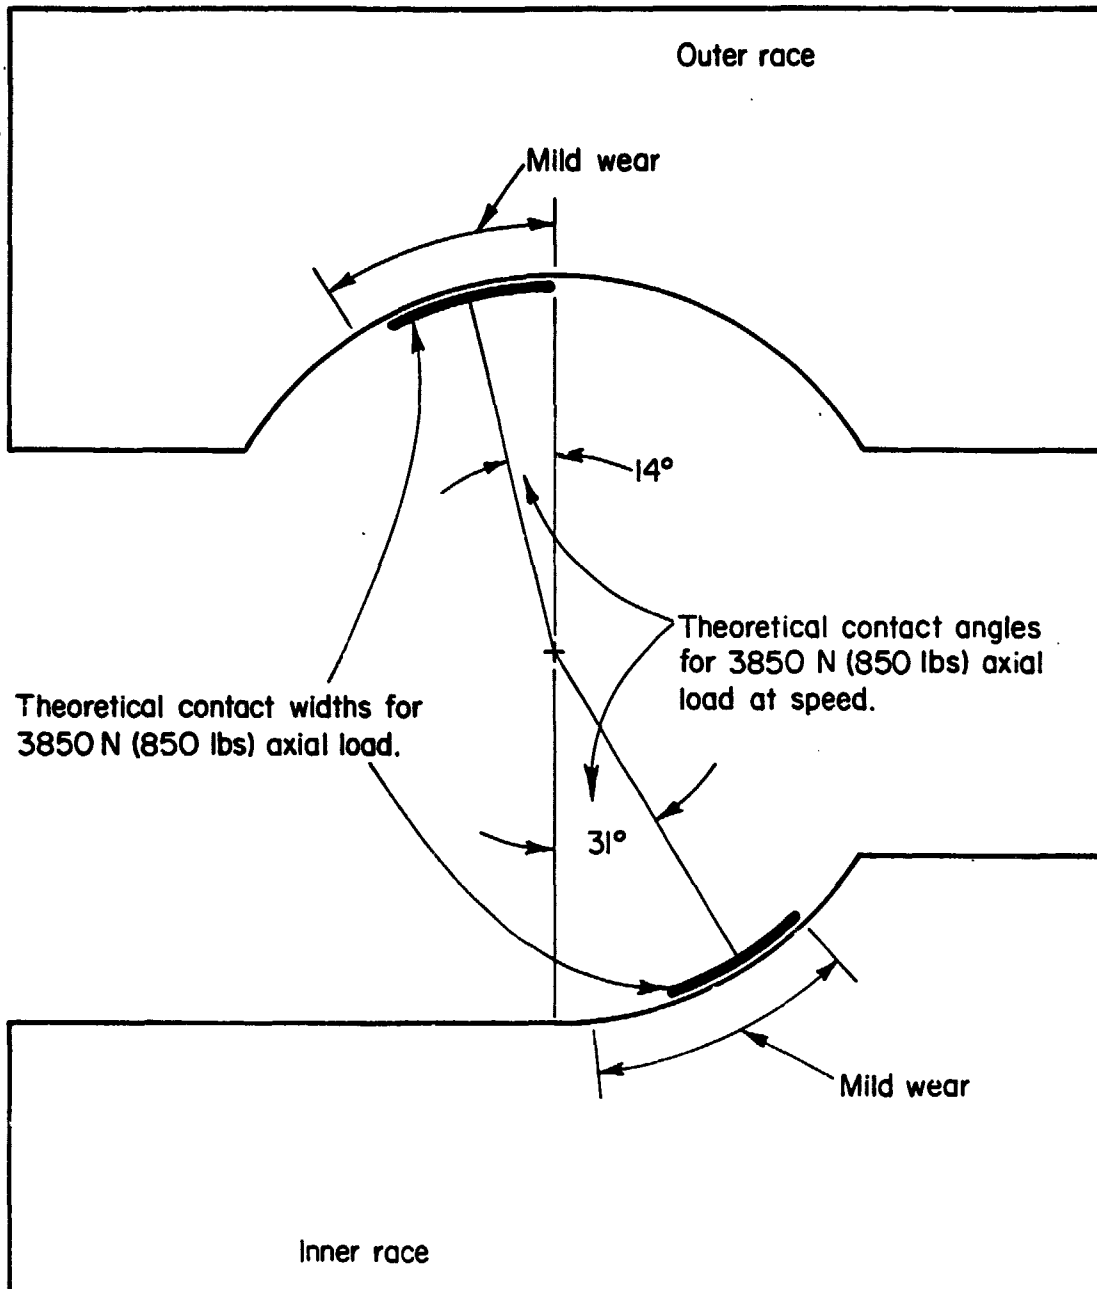 Outer race
Mild wear
14°
Theoretical contact angles
for 3850 N (850 lbs) axial
load at speed.
Theoretical contact widths for
3850 N (850 lbs) axial load.
31°
Mild wear
Inner race